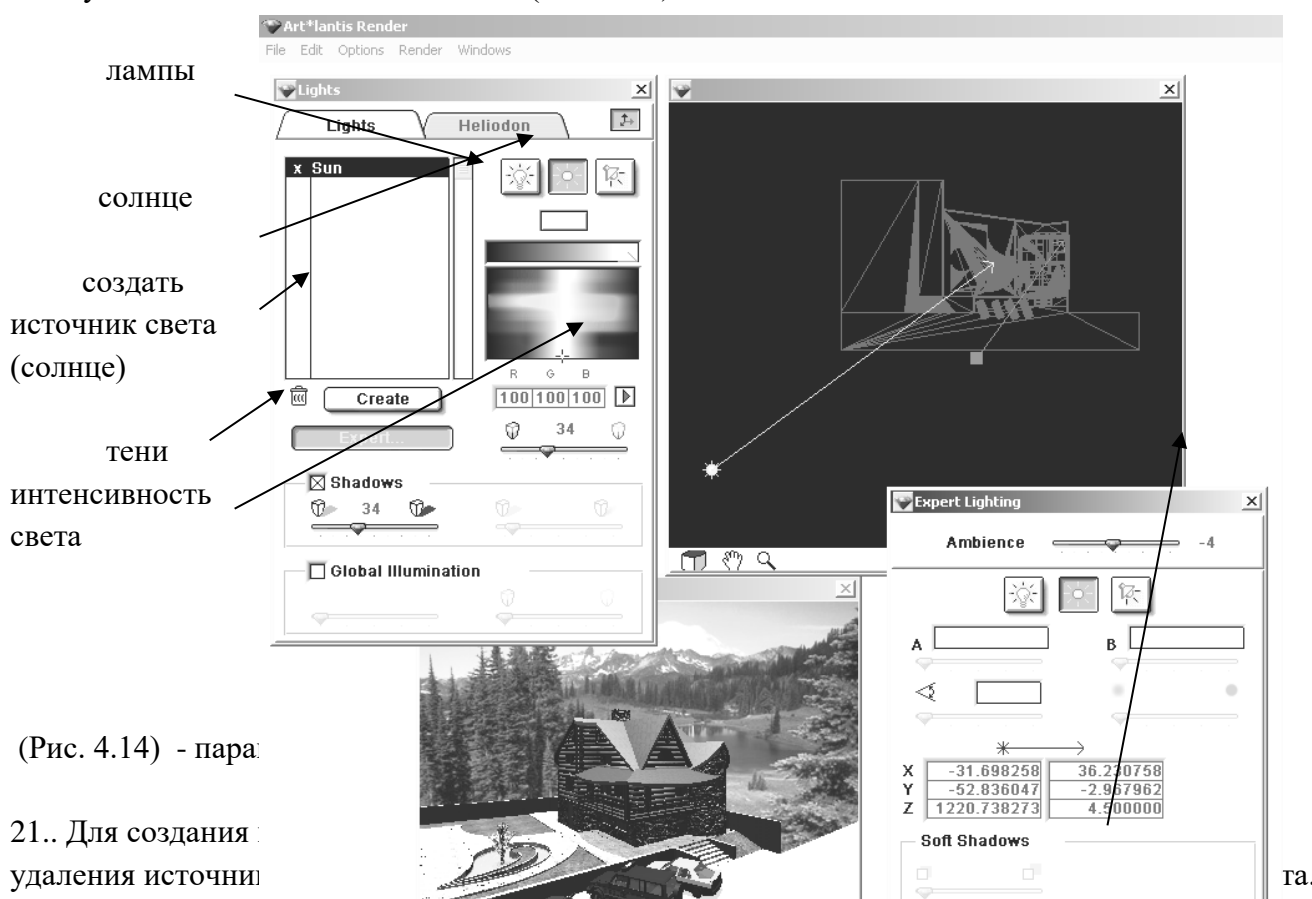 Art*lantis Render
File Edit Options Render Windows
лампы
Lights
Lights
Heliodon
x Sun
солнце
создать
источник света
(солнце)
R G B
100 100 100
Create
34
Expert...
тени
интенсивность
света
Shadows
34
Global Illumination
Expert Lighting
Ambience -4
A B
X -31.698258 36.230758
Y -52.836047 -2.967962
Z 1220.738273 4.500000
Soft Shadows
(Рис. 4.14) - пара
21.. Для создания
удаления источни та.